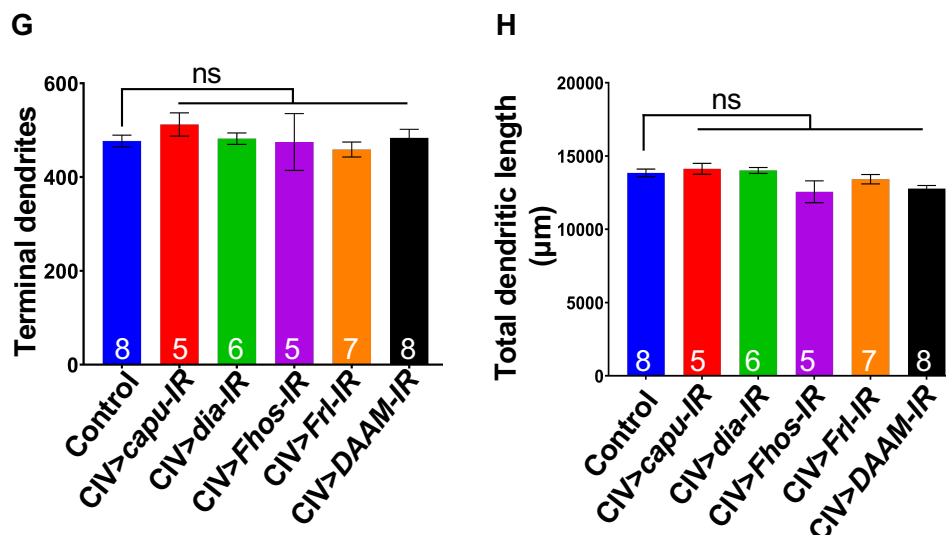 G
ns
600
400
200
0
Terminal dendrites
8 5 6 5 7 8
Control
CIV>capu-IR
CIV>dia-IR
CIV>Fhos-IR
CIV>Frl-IR
CIV>DAAM-IR
H
ns
20000
15000
10000
5000
0
Total dendritic length
(µm)
8 5 6 5 7 8
Control
CIV>capu-IR
CIV>dia-IR
CIV>Fhos-IR
CIV>Frl-IR
CIV>DAAM-IR